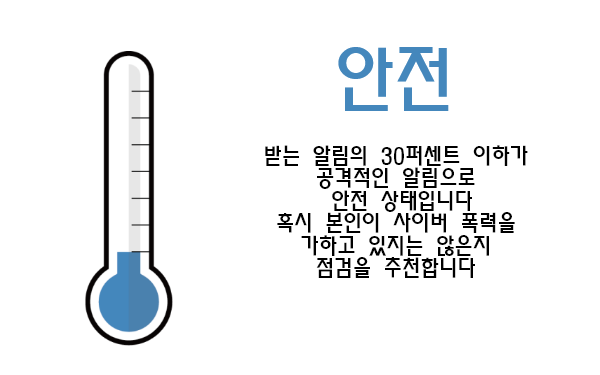 안전
받는 알림의 30퍼센트 이하가
공격적인 알림으로
안전 상태입니다
혹시 본인이 사이버 폭력을
가하고 있지는 않은지
점검을 추천합니다